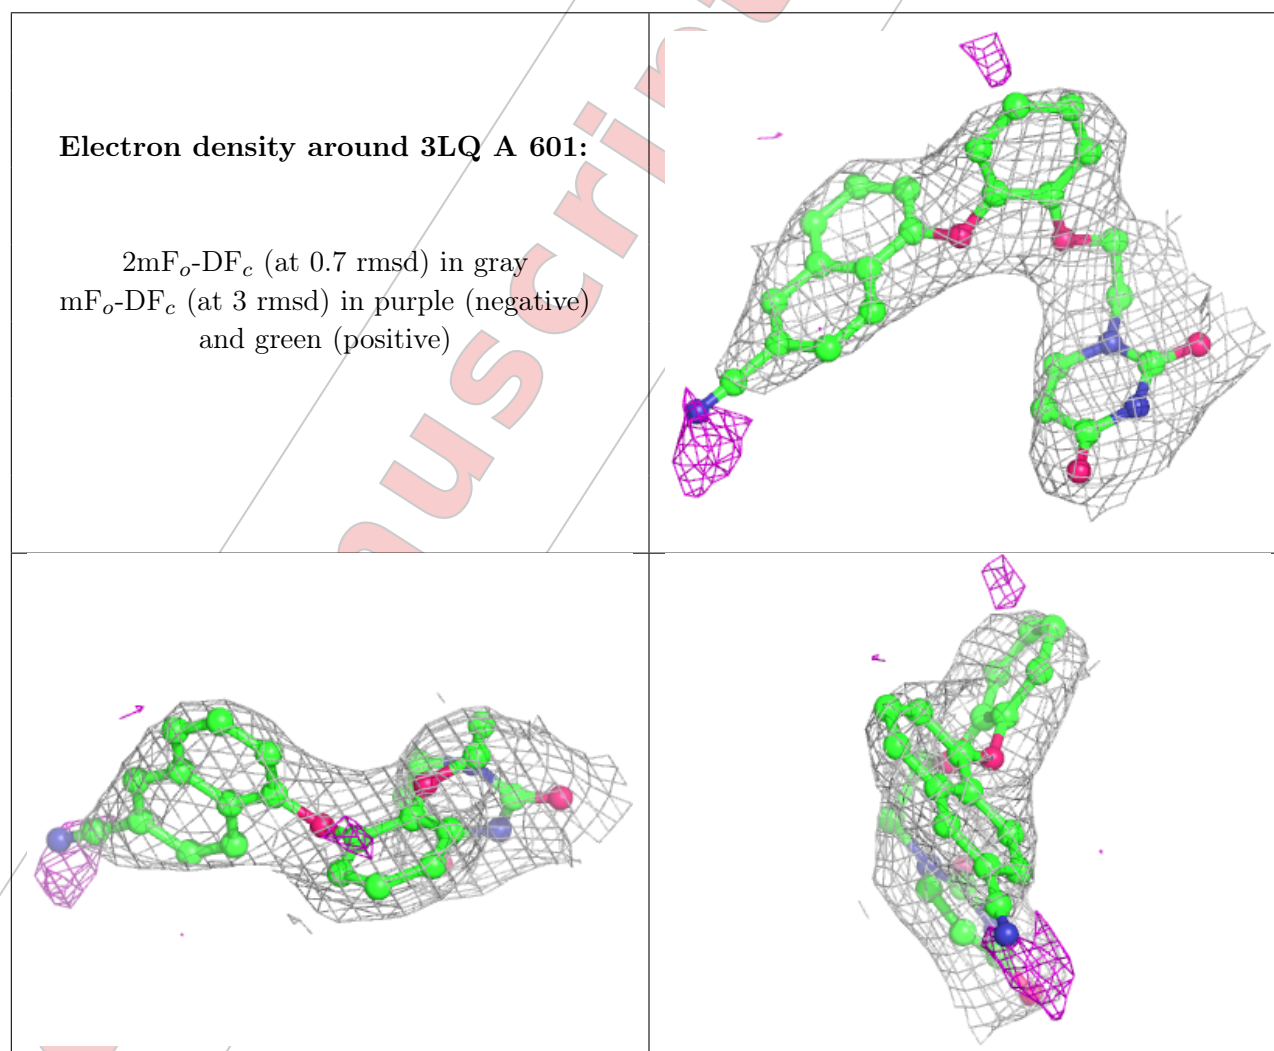 Electron density around 3LQ A 601:
2mFo-DFc (at 0.7 rmsd) in gray
mFo-DFc (at 3 rmsd) in purple (negative)
and green (positive)
uscript